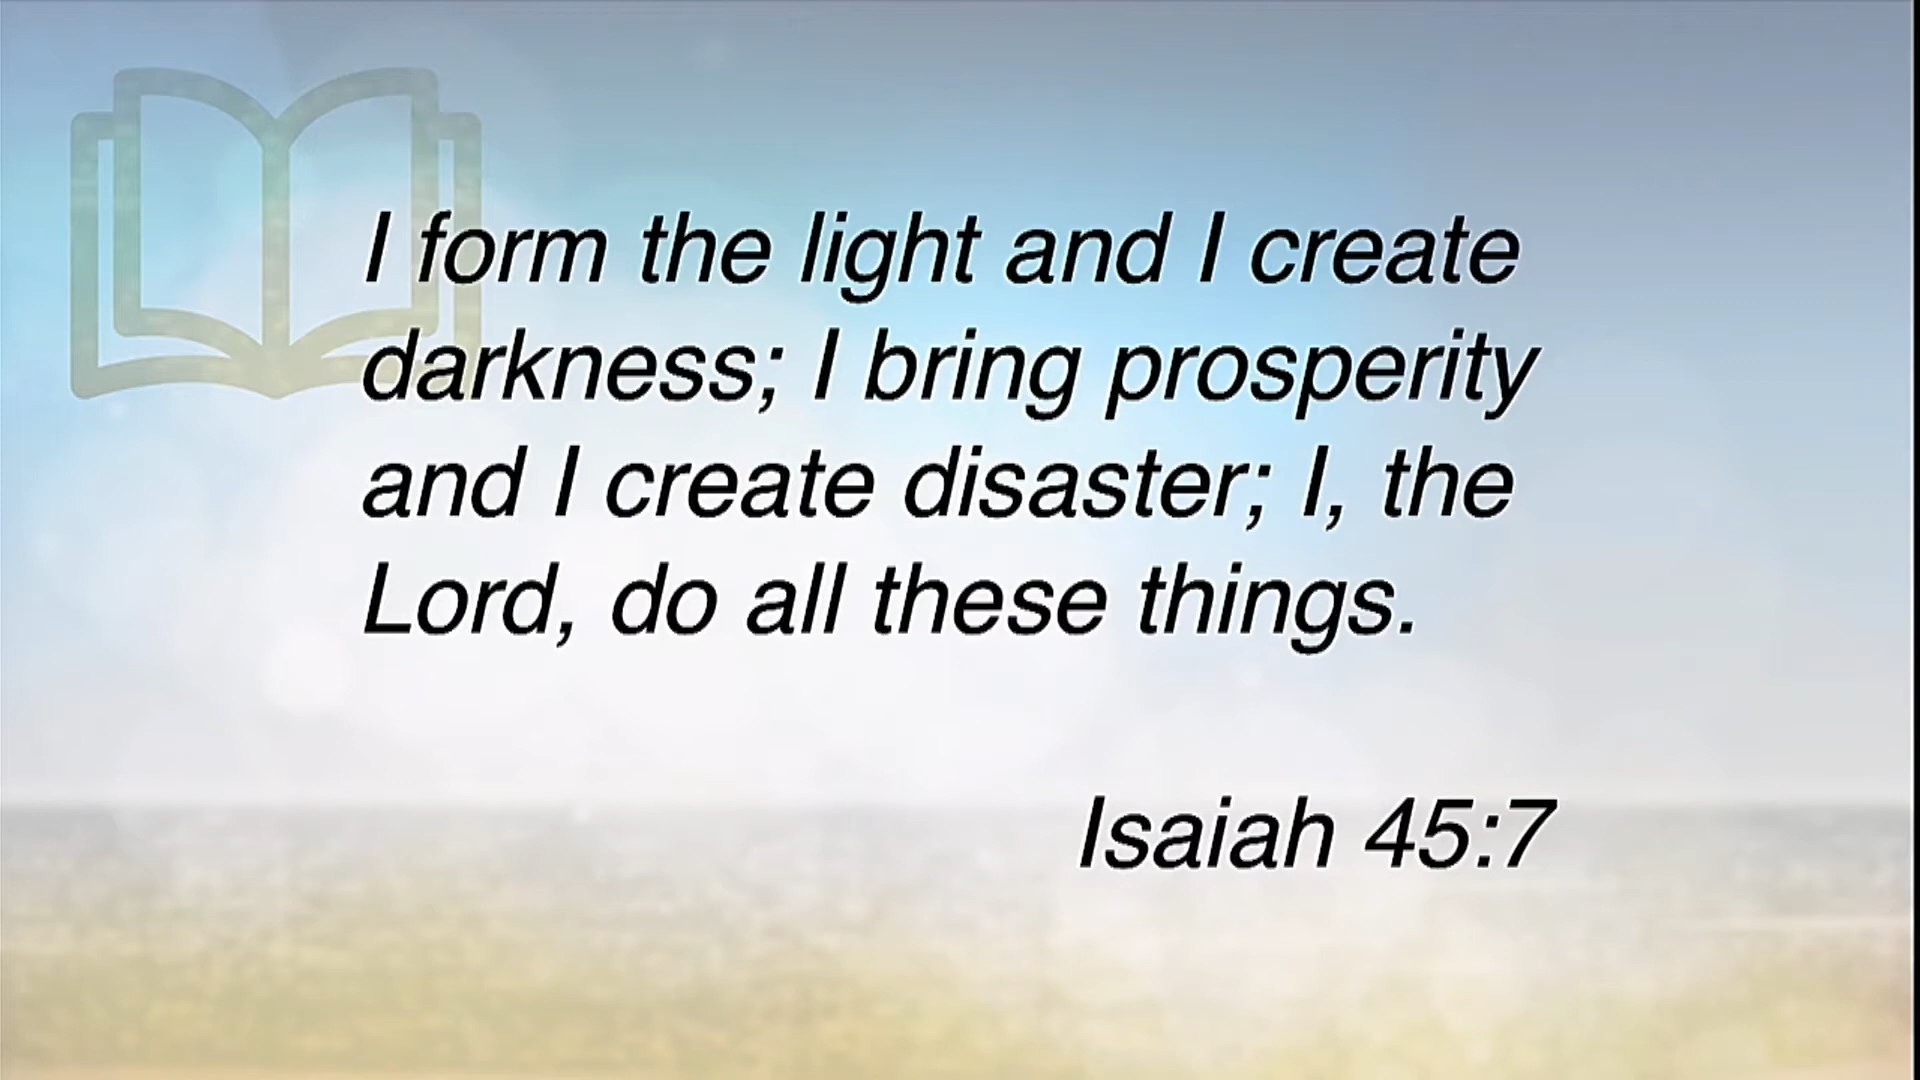 I form the light and I create
darkness; I bring prosperity
and I create disaster; I, the
Lord, do all these things.
Isaiah 45:7